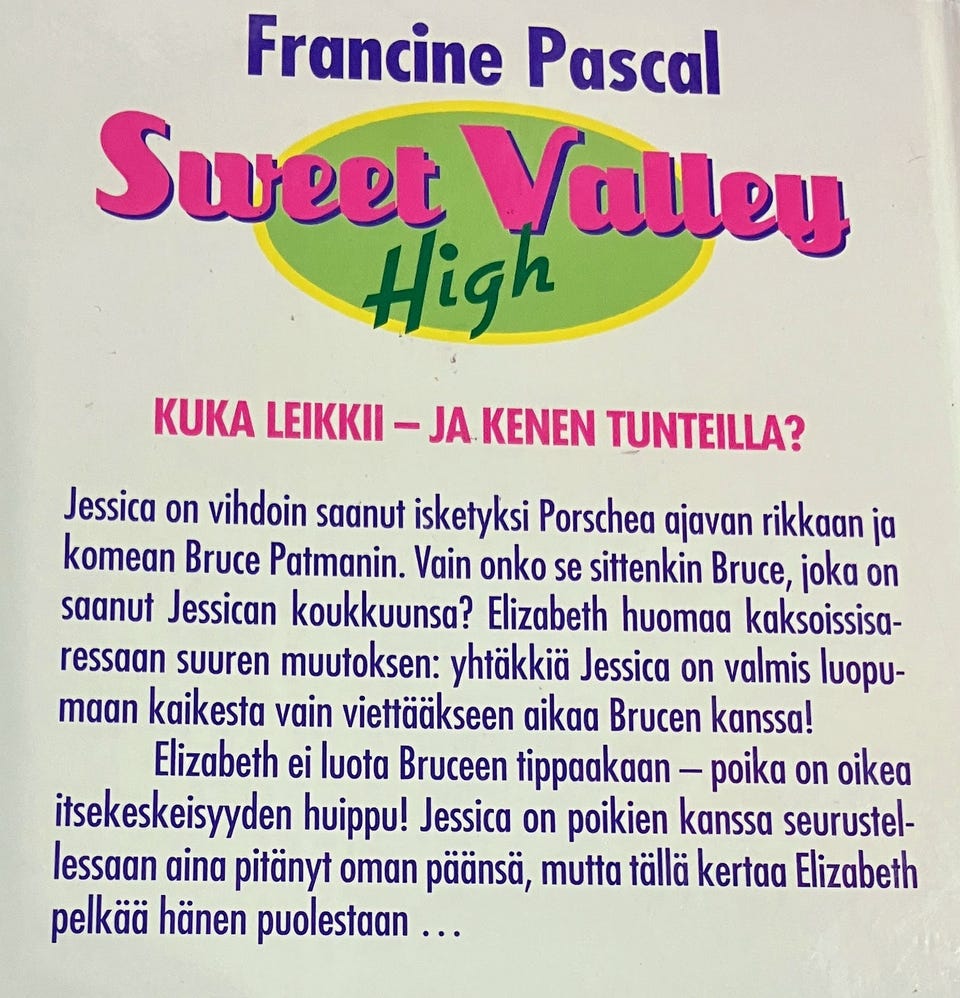 Francine Pascal
Sweet Valley
High
KUKA LEIKKII – JA KENEN TUNTEILLA?
Jessica on vihdoin saanut isketyksi Porschea ajavan rikkaan ja
komean Bruce Patmanin. Vain onko se sittenkin Bruce, joka on
saanut Jessican koukkuunsa? Elizabeth huomaa kaksoissisa-
ressaan suuren muutoksen: yhtäkkiä Jessica on valmis luopu-
maan kaikesta vain viettääkseen aikaa Brucen kanssa!
Elizabeth ei luota Bruceen tippaakaan – poika on oikea
itsekeskeisyyden huippu! Jessica on poikien kanssa seurustel-
lessaan aina pitänyt oman päänsä, mutta tällä kertaa Elizabeth
pelkää hänen puolestaan ...